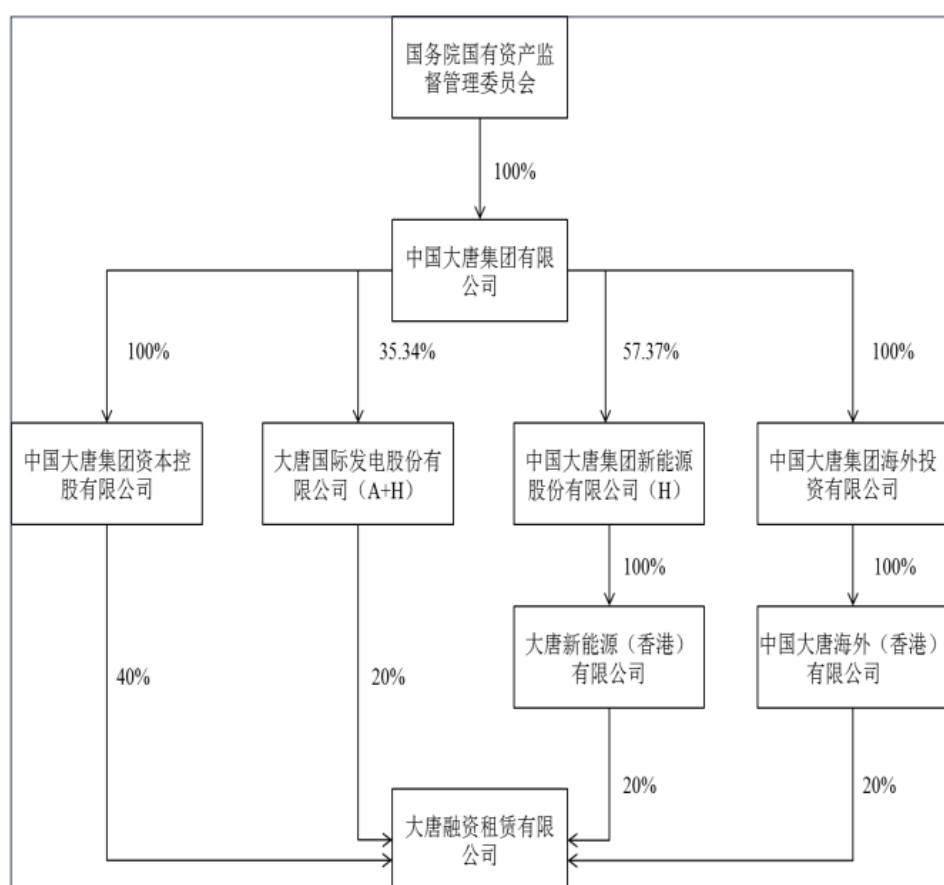 国务院国有资产监
督管理委员会
100%
中国大唐集团有限
公司
100%
35.34%
57.37%
100%
中国大唐集团资本控
股有限公司
大唐国际发电股份有
限公司（A+H）
中国大唐集团新能源
股份有限公司（H）
中国大唐集团海外投
资有限公司
100%
100%
大唐新能源（香港）
有限公司
中国大唐海外（香港）
有限公司
40%
20%
20%
20%
大唐融资租赁有限
公司